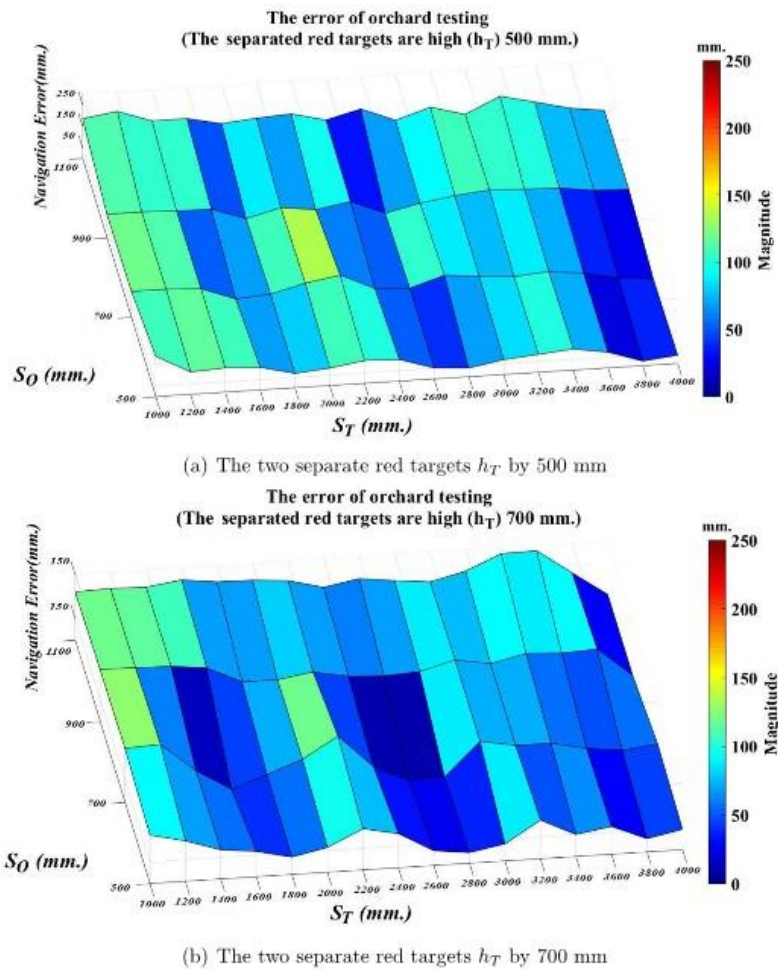 The error of orchard testing
(The separated red targets are high (hT) 500 mm.)
mm.
250
200
150
100
50
0
Magnitude
Navigation Error(mm.)
250
150
50
1100
900
700
500
SO (mm.)
1000 1200 1400 1600 1800 2000 2200 2400 2600 2800 3000 3200 3400 3600 3800 4000
ST (mm.)
(a) The two separate red targets hT by 500 mm
The error of orchard testing
(The separated red targets are high (hT) 700 mm.)
mm.
250
200
150
100
50
0
Magnitude
Navigation Error(mm.)
150
150
1100
900
700
500
SO (mm.)
1000 1200 1400 1600 1800 2000 2200 2400 2600 2800 3000 3200 3400 3600 3800 4000
ST (mm.)
(b) The two separate red targets hT by 700 mm